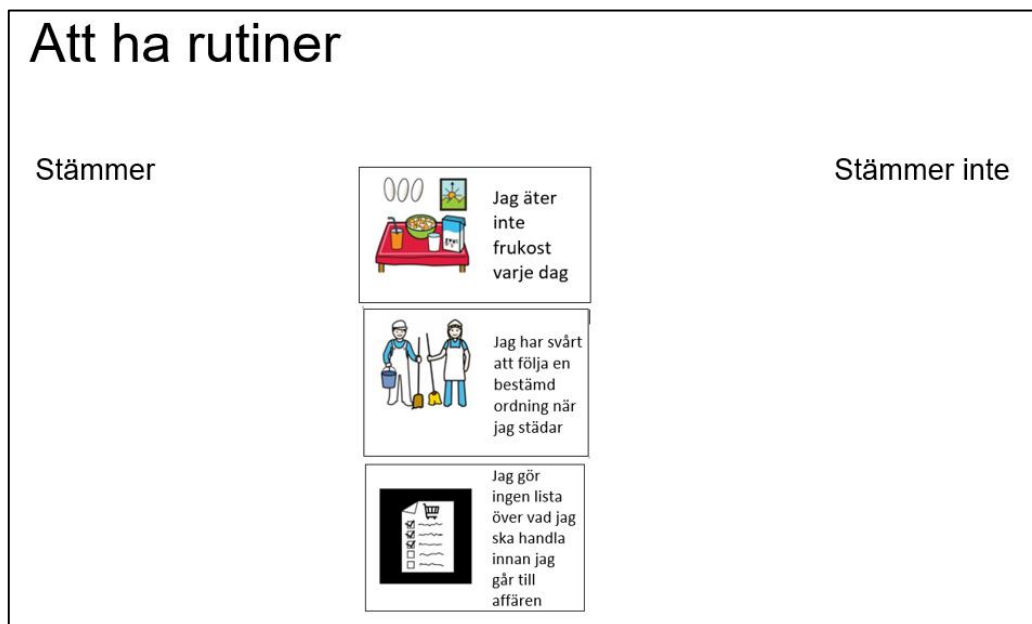 Att ha rutiner
Stämmer
Stämmer inte
Jag äter
inte
frukost
varje dag
Jag har svårt
att följa en
bestämd
ordning när
jag städar
Jag gör
ingen lista
över vad jag
ska handla
innan jag
går till
affären